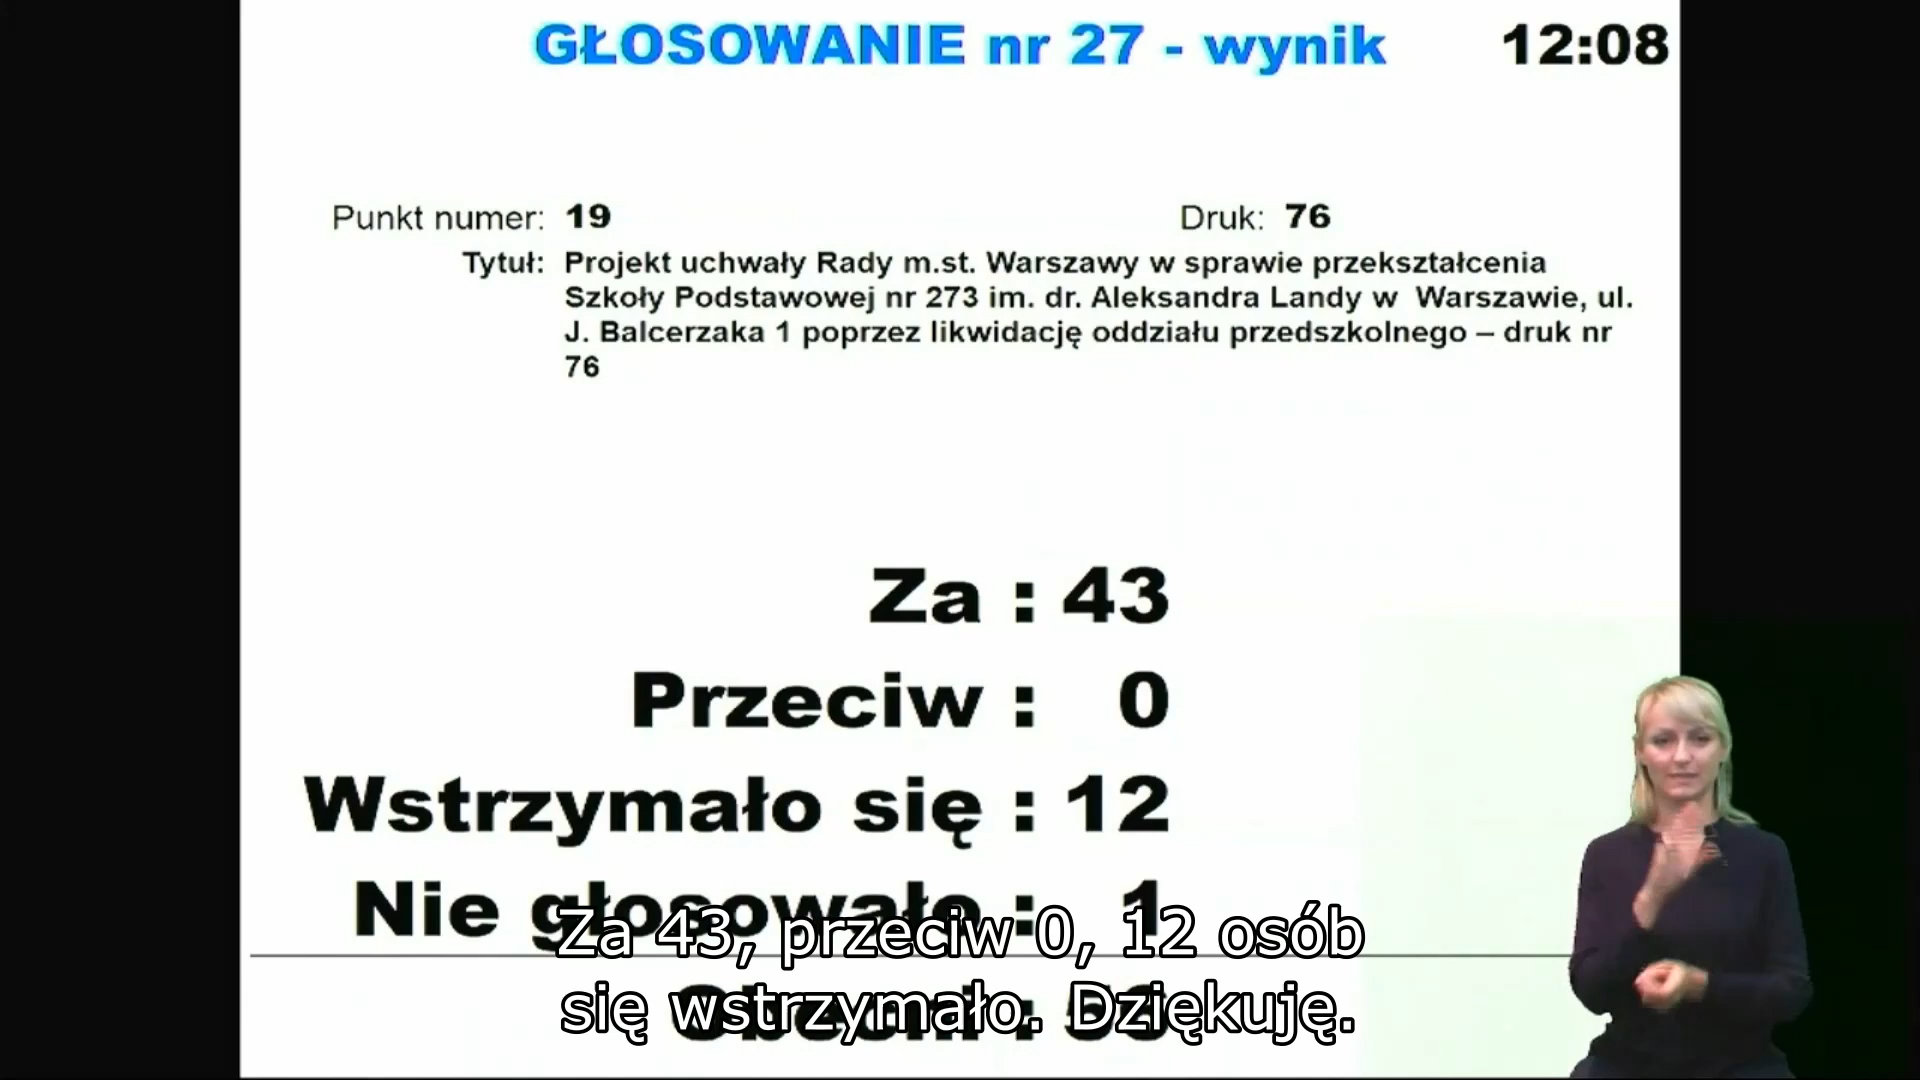 GŁOSOWANIE nr 27 - wynik 12:08
Punkt numer: 19 Druk: 76
Tytuł: Projekt uchwały Rady m.st. Warszawy w sprawie przekształcenia
Szkoły Podstawowej nr 273 im. dr. Aleksandra Landy w Warszawie, ul.
J. Balcerzaka 1 poprzez likwidację oddziału przedszkolnego – druk nr
76
Za : 43
Przeciw : 0
Wstrzymało się : 12
Nie głosowało : 1
Za 43, przeciw 0, 12 osób
się wstrzymało. Dziękuję.